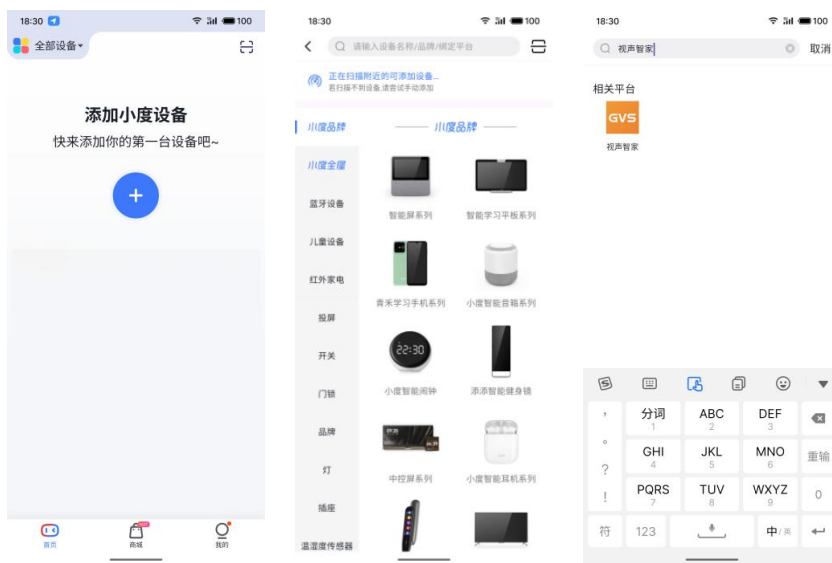 18:30
100
全部设备
添加小度设备
快来添加你的第一台设备吧~
首页
商城
我的
18:30
100
请输入设备名称/品牌/绑定平台
正在扫描附近的可添加设备...
若扫描不到设备,请尝试手动添加
小度品牌
小度全屋
蓝牙设备
儿童设备
红外家电
投屏
开关
门锁
品牌
灯
插座
温湿度传感器
小度品牌
智能屏系列
智能学习平板系列
青禾学习手机系列
小度智能音箱系列
22:30
小度智能闹钟
添添智能健身镜
中控屏系列
小度智能耳机系列
18:30
100
视声智家
取消
相关平台
GVS
视声智家
, 分词 ABC DEF
1 2 3
。 GHI JKL MNO 重输
? 4 5 6
! PQRS TUV WXYZ 0
7 8 9
符 123 中/英